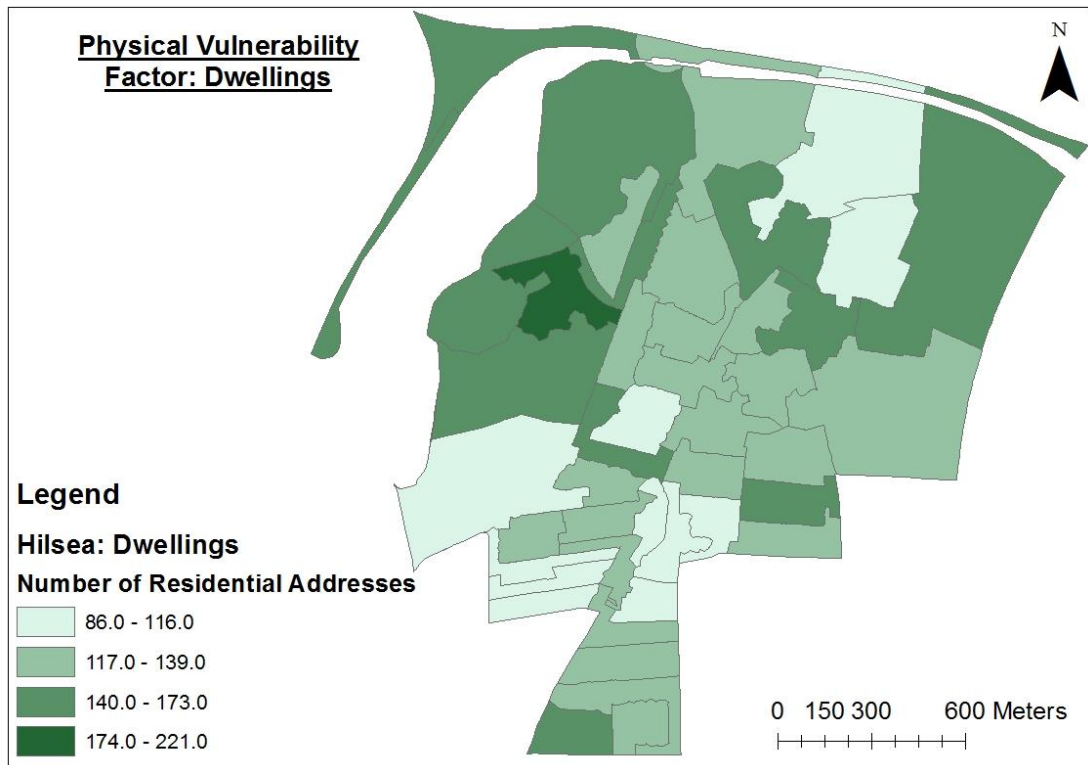 Physical Vulnerability
Factor: Dwellings
N
Legend
Hilsea: Dwellings
Number of Residential Addresses
86.0 - 116.0
117.0 - 139.0
140.0 - 173.0
174.0 - 221.0
0 150 300 600 Meters